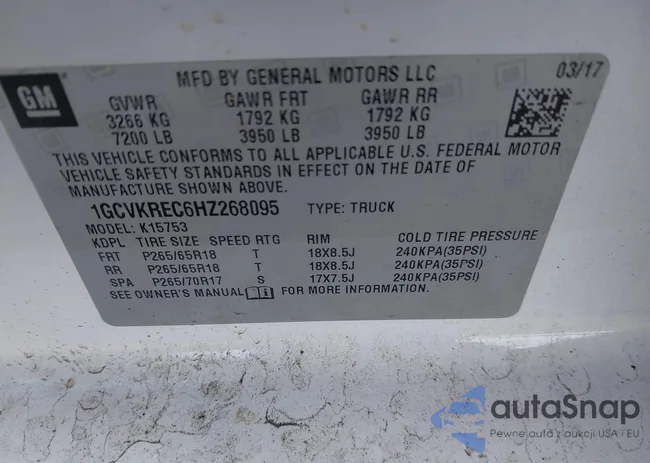 GM
MFD BY GENERAL MOTORS LLC 03/17
GVWR GAWR FRT GAWR RR
3266 KG 1792 KG 1792 KG
7200 LB 3950 LB 3950 LB
THIS VEHICLE CONFORMS TO ALL APPLICABLE U.S. FEDERAL MOTOR
VEHICLE SAFETY STANDARDS IN EFFECT ON THE DATE OF
MANUFACTURE SHOWN ABOVE.
1GCVKREC6HZ268095 TYPE: TRUCK
MODEL: K15753
KDPL TIRE SIZE SPEED RTG RIM COLD TIRE PRESSURE
FRT P265/65R18 T 18X8.5J 240KPA(35PSI)
RR P265/65R18 T 18X8.5J 240KPA(35PSI)
SPA P265/70R17 S 17X7.5J 240KPA(35PSI)
SEE OWNER'S MANUAL FOR MORE INFORMATION.
autaSnap
Pewne auta z aukcji USA i EU